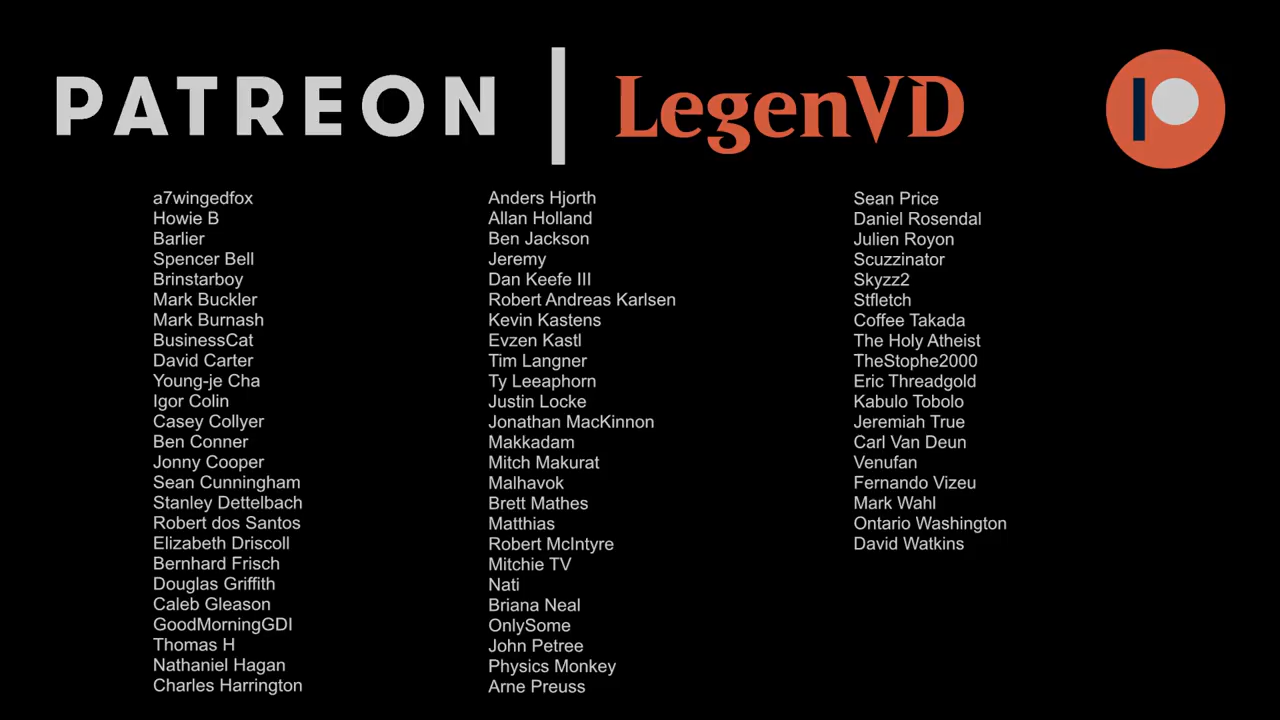 PATREON | LegenVD
a7wingedfox
Howie B
Barlier
Spencer Bell
Brinstarboy
Mark Buckler
Mark Burnash
BusinessCat
David Carter
Young-je Cha
Igor Colin
Casey Collyer
Ben Conner
Jonny Cooper
Sean Cunningham
Stanley Dettelbach
Robert dos Santos
Elizabeth Driscoll
Bernhard Frisch
Douglas Griffith
Caleb Gleason
GoodMorningGDI
Thomas H
Nathaniel Hagan
Charles Harrington
Anders Hjorth
Allan Holland
Ben Jackson
Jeremy
Dan Keefe III
Robert Andreas Karlsen
Kevin Kastens
Evzen Kastl
Tim Langner
Ty Leeaphorn
Justin Locke
Jonathan MacKinnon
Makkadam
Mitch Makurat
Malhavok
Brett Mathes
Matthias
Robert McIntyre
Mitchie TV
Nati
Briana Neal
OnlySome
John Petree
Physics Monkey
Arne Preuss
Sean Price
Daniel Rosendal
Julien Royon
Scuzzinator
Skyzz2
Stfletch
Coffee Takada
The Holy Atheist
TheStophe2000
Eric Threadgold
Kabulo Tobolo
Jeremiah True
Carl Van Deun
Venufan
Fernando Vizeu
Mark Wahl
Ontario Washington
David Watkins